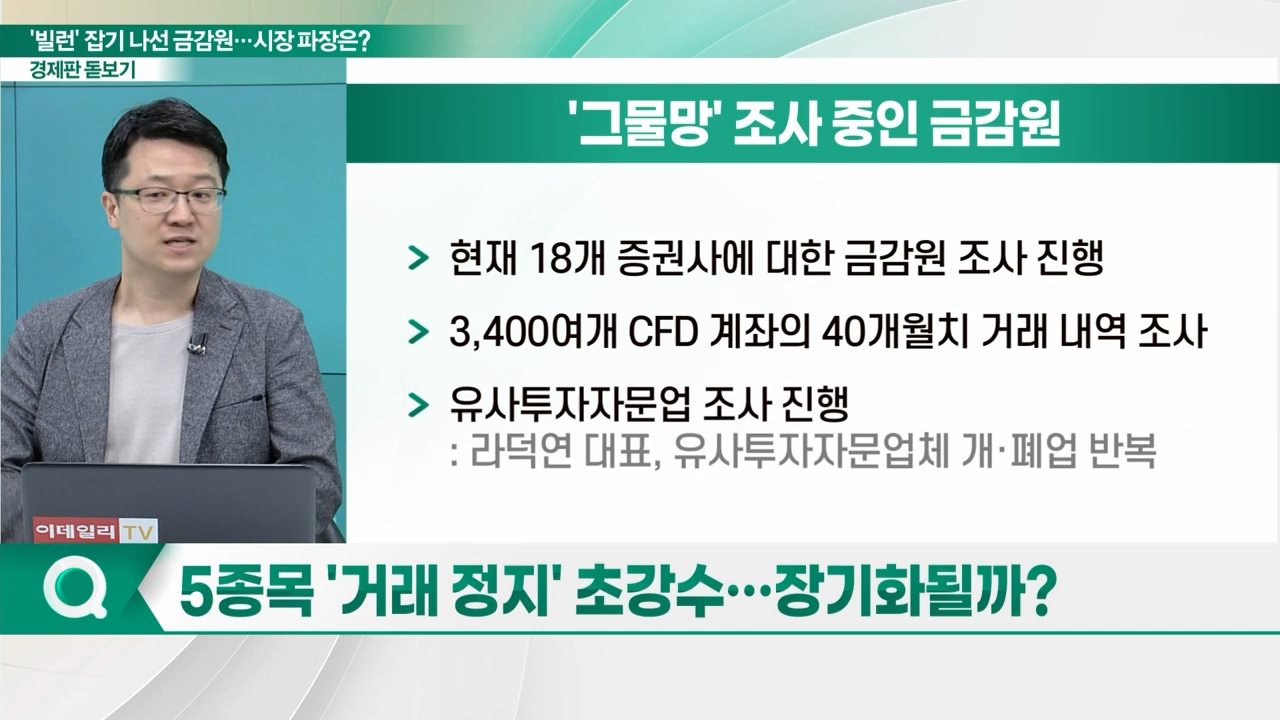 '빌런' 잡기 나선 금감원…시장 파장은?
경제판 돋보기
'그물망' 조사 중인 금감원
> 현재 18개 증권사에 대한 금감원 조사 진행
> 3,400여개 CFD 계좌의 40개월치 거래 내역 조사
> 유사투자자문업 조사 진행
: 라덕연 대표, 유사투자자문업체 개·폐업 반복
이데일리TV
Q 5종목 '거래 정지' 초강수…장기화될까?